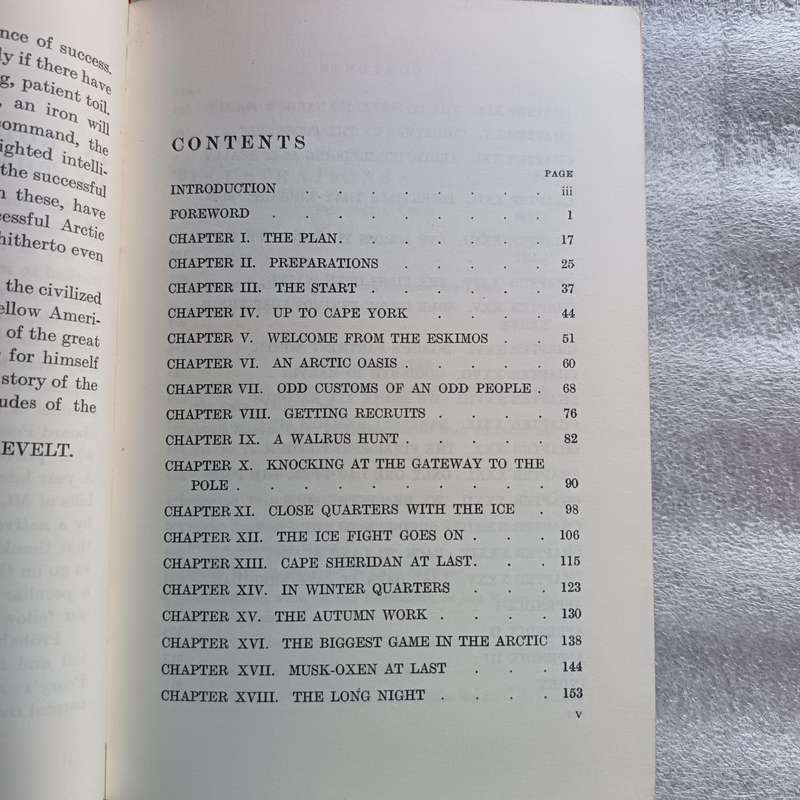 nce of success.
ly if there have
g, patient toil.
, an iron will
command, the
ighted intelli-
the successful
n these, have
cessful Arctic
hitherto even
the civilized
ellow Ameri-
of the great
for himself
story of the
udes of the
EVELT.
CONTENTS
PAGE
INTRODUCTION . . . . . . . iii
FOREWORD . . . . . . . . . 1
CHAPTER I. THE PLAN. . . . . . . 17
CHAPTER II. PREPARATIONS . . . . . 25
CHAPTER III. THE START . . . . . . 37
CHAPTER IV. UP TO CAPE YORK . . . . 44
CHAPTER V. WELCOME FROM THE ESKIMOS . . 51
CHAPTER VI. AN ARCTIC OASIS . . . . . 60
CHAPTER VII. ODD CUSTOMS OF AN ODD PEOPLE . 68
CHAPTER VIII. GETTING RECRUITS . . . . 76
CHAPTER IX. A WALRUS HUNT . . . . . 82
CHAPTER X. KNOCKING AT THE GATEWAY TO THE
POLE . . . . . . . . . . 90
CHAPTER XI. CLOSE QUARTERS WITH THE ICE . 98
CHAPTER XII. THE ICE FIGHT GOES ON . . . 106
CHAPTER XIII. CAPE SHERIDAN AT LAST. . . 115
CHAPTER XIV. IN WINTER QUARTERS . . . 123
CHAPTER XV. THE AUTUMN WORK . . . . 130
CHAPTER XVI. THE BIGGEST GAME IN THE ARCTIC 138
CHAPTER XVII. MUSK-OXEN AT LAST . . . 144
CHAPTER XVIII. THE LONG NIGHT . . . . 153
v